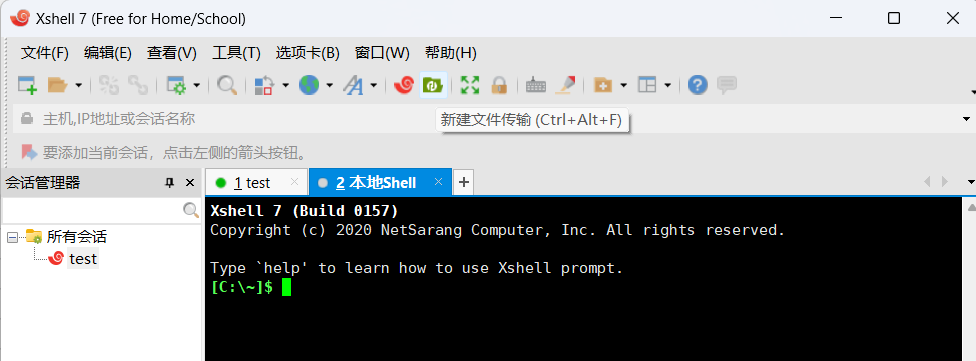 Xshell 7 (Free for Home/School)
文件(F) 编辑(E) 查看(V) 工具(T) 选项卡(B) 窗口(W) 帮助(H)
主机,IP地址或会话名称
新建文件传输 (Ctrl+Alt+F)
要添加当前会话，点击左侧的箭头按钮。
会话管理器
1 test
2 本地Shell
所有会话
test
Xshell 7 (Build 0157)
Copyright (c) 2020 NetSarang Computer, Inc. All rights reserved.
Type `help' to learn how to use Xshell prompt.
[C:\~]$